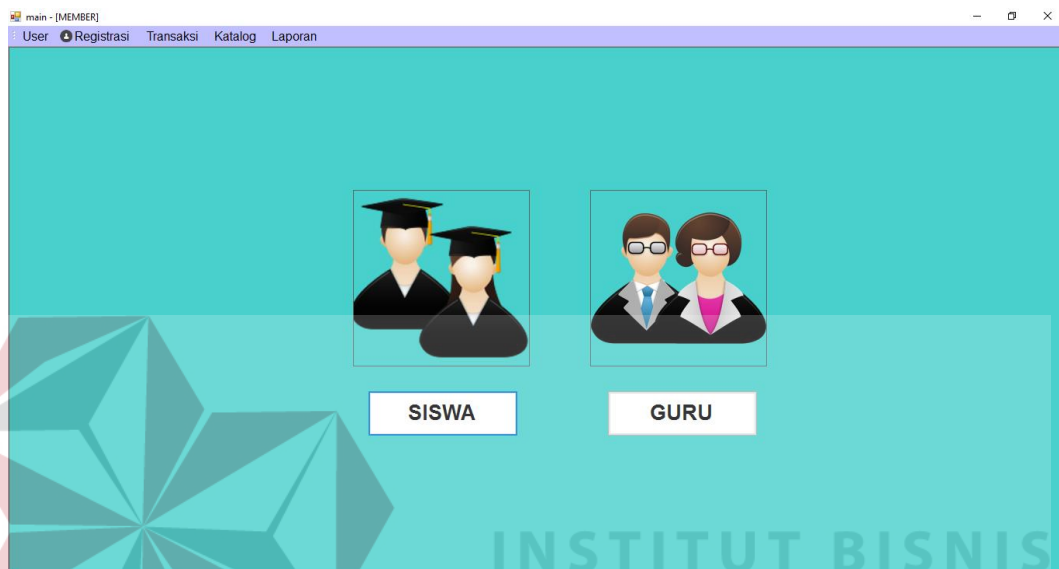 main - [MEMBER]
User Registrasi Transaksi Katalog Laporan
SISWA GURU
INSTITUT BISNIS